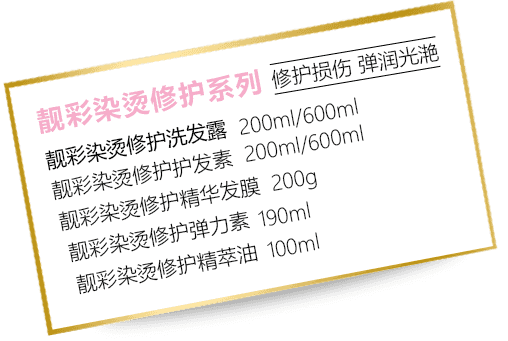 靓彩染烫修护系列 修护损伤 弹润光滟
靓彩染烫修护洗发露 200ml/600ml
靓彩染烫修护护发素 200ml/600ml
靓彩染烫修护精华发膜 200g
靓彩染烫修护弹力素 190ml
靓彩染烫修护精萃油 100ml